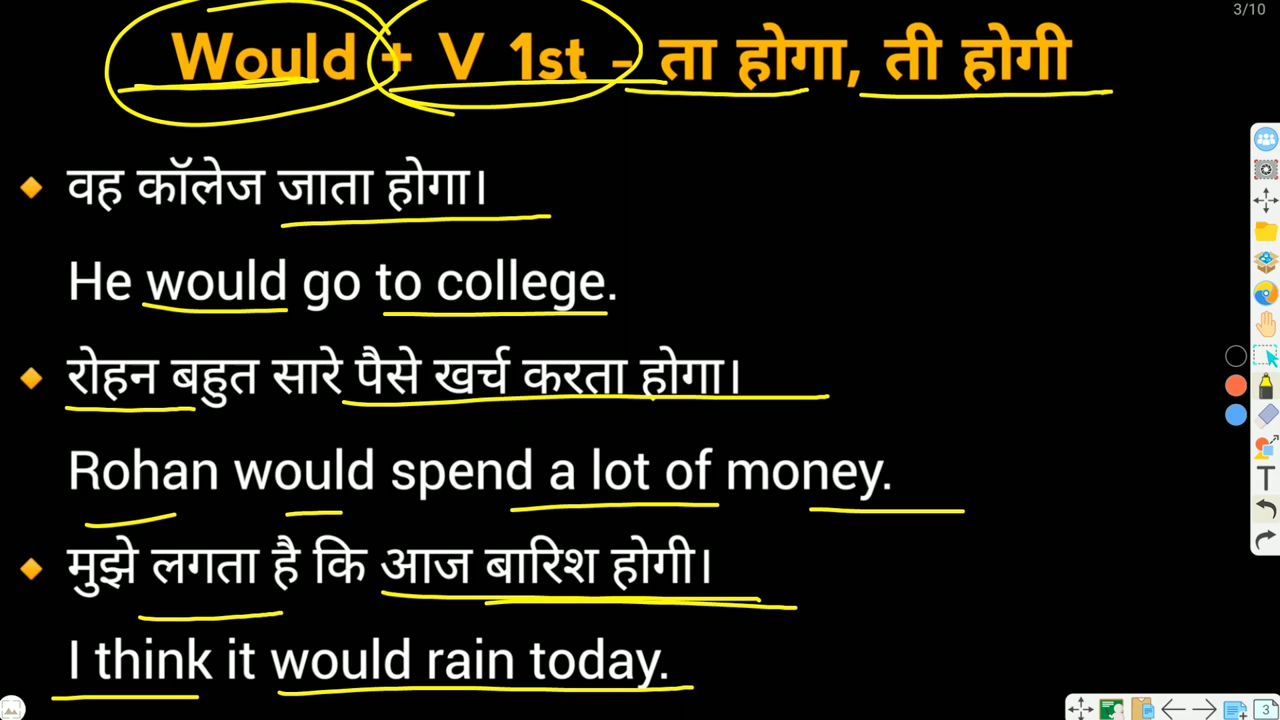 3/10
Would + V 1st - ता होगा, ती होगी
वह कॉलेज जाता होगा।
He would go to college.
रोहन बहुत सारे पैसे खर्च करता होगा।
Rohan would spend a lot of money.
मुझे लगता है कि आज बारिश होगी।
I think it would rain today.
T
3